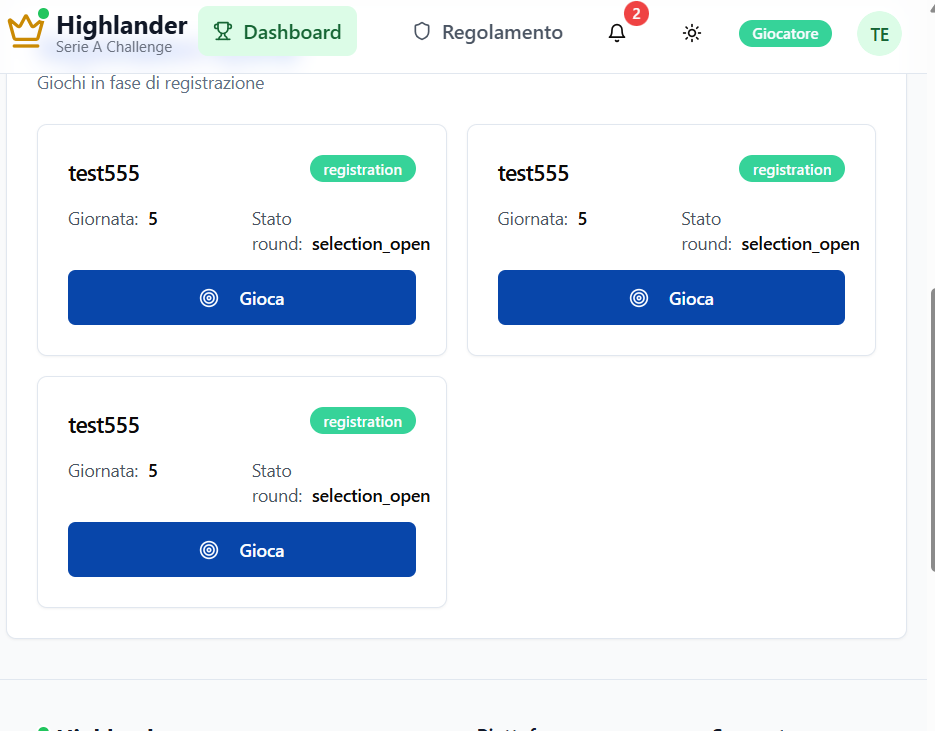 Highlander
Serie A Challenge
Dashboard
Regolamento
2
Giocatore
TE
Giochi in fase di registrazione
test555
registration
Giornata: 5
Stato
round: selection_open
Gioca
test555
registration
Giornata: 5
Stato
round: selection_open
Gioca
test555
registration
Giornata: 5
Stato
round: selection_open
Gioca